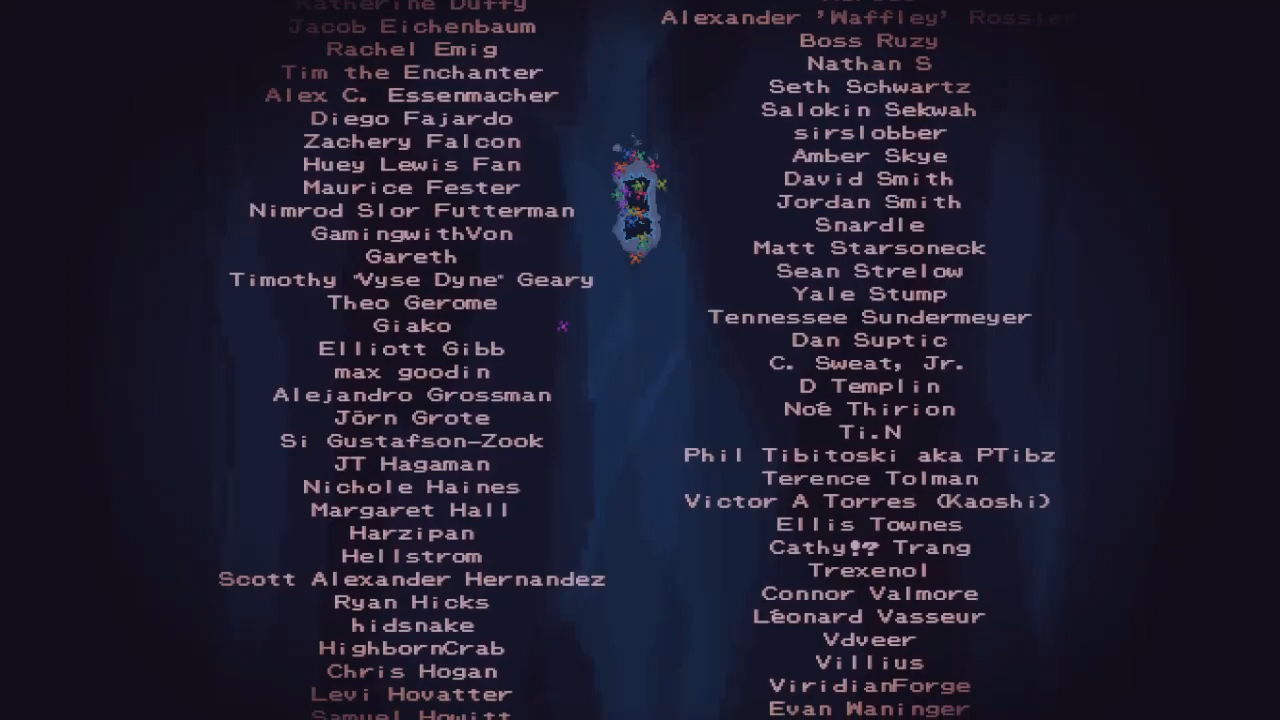 Katherine Duffy
Jacob Eichenbaum
Rachel Emig
Tim the Enchanter
Alex C. Essenmacher
Diego Fajardo
Zachery Falcon
Huey Lewis Fan
Maurice Fester
Nimrod Slor Futterman
GamingwithVon
Gareth
Timothy "Vyse Dyne" Geary
Theo Gerome
Giako
Elliott Gibb
max goodin
Alejandro Grossman
Jörn Grote
Si Gustafson-Zook
JT Hagaman
Nichole Haines
Margaret Hall
Harzipan
Hellstrom
Scott Alexander Hernandez
Ryan Hicks
hidsnake
HighbornCrab
Chris Hogan
Levi Hovatter
Samuel Howitt
Alexander 'Waffley' Rossler
Boss Ruzy
Nathan S
Seth Schwartz
Salokin Sekwah
sirslobber
Amber Skye
David Smith
Jordan Smith
Snardle
Matt Starsoneck
Sean Strelow
Yale Stump
Tennessee Sundermeyer
Dan Suptic
C. Sweat, Jr.
D Templin
Noé Thirion
Ti.N
Phil Tibitoski aka PTibz
Terence Tolman
Victor A Torres (Kaoshi)
Ellis Townes
Cathy!? Trang
Trexenol
Connor Valmore
Léonard Vasseur
Vdveer
Villius
ViridianForge
Evan Waninger